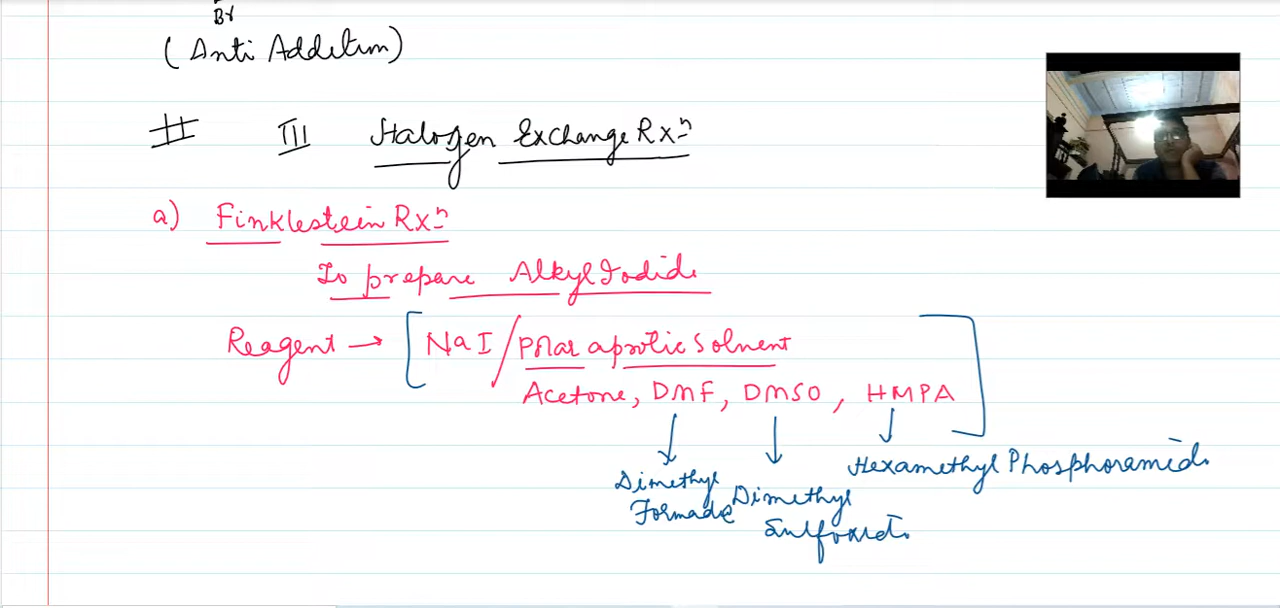 Br
(Anti Addition)
# III Halogen Exchange Rxⁿ
a) Finklestein Rxⁿ
To prepare Alkyl Iodide
Reagent → [NaI/Polar aprotic Solvent
Acetone, DMF, DMSO, HMPA]
Hexamethyl Phosphoramide
Dimethyl Dimethyl
Formade Sulfoxide